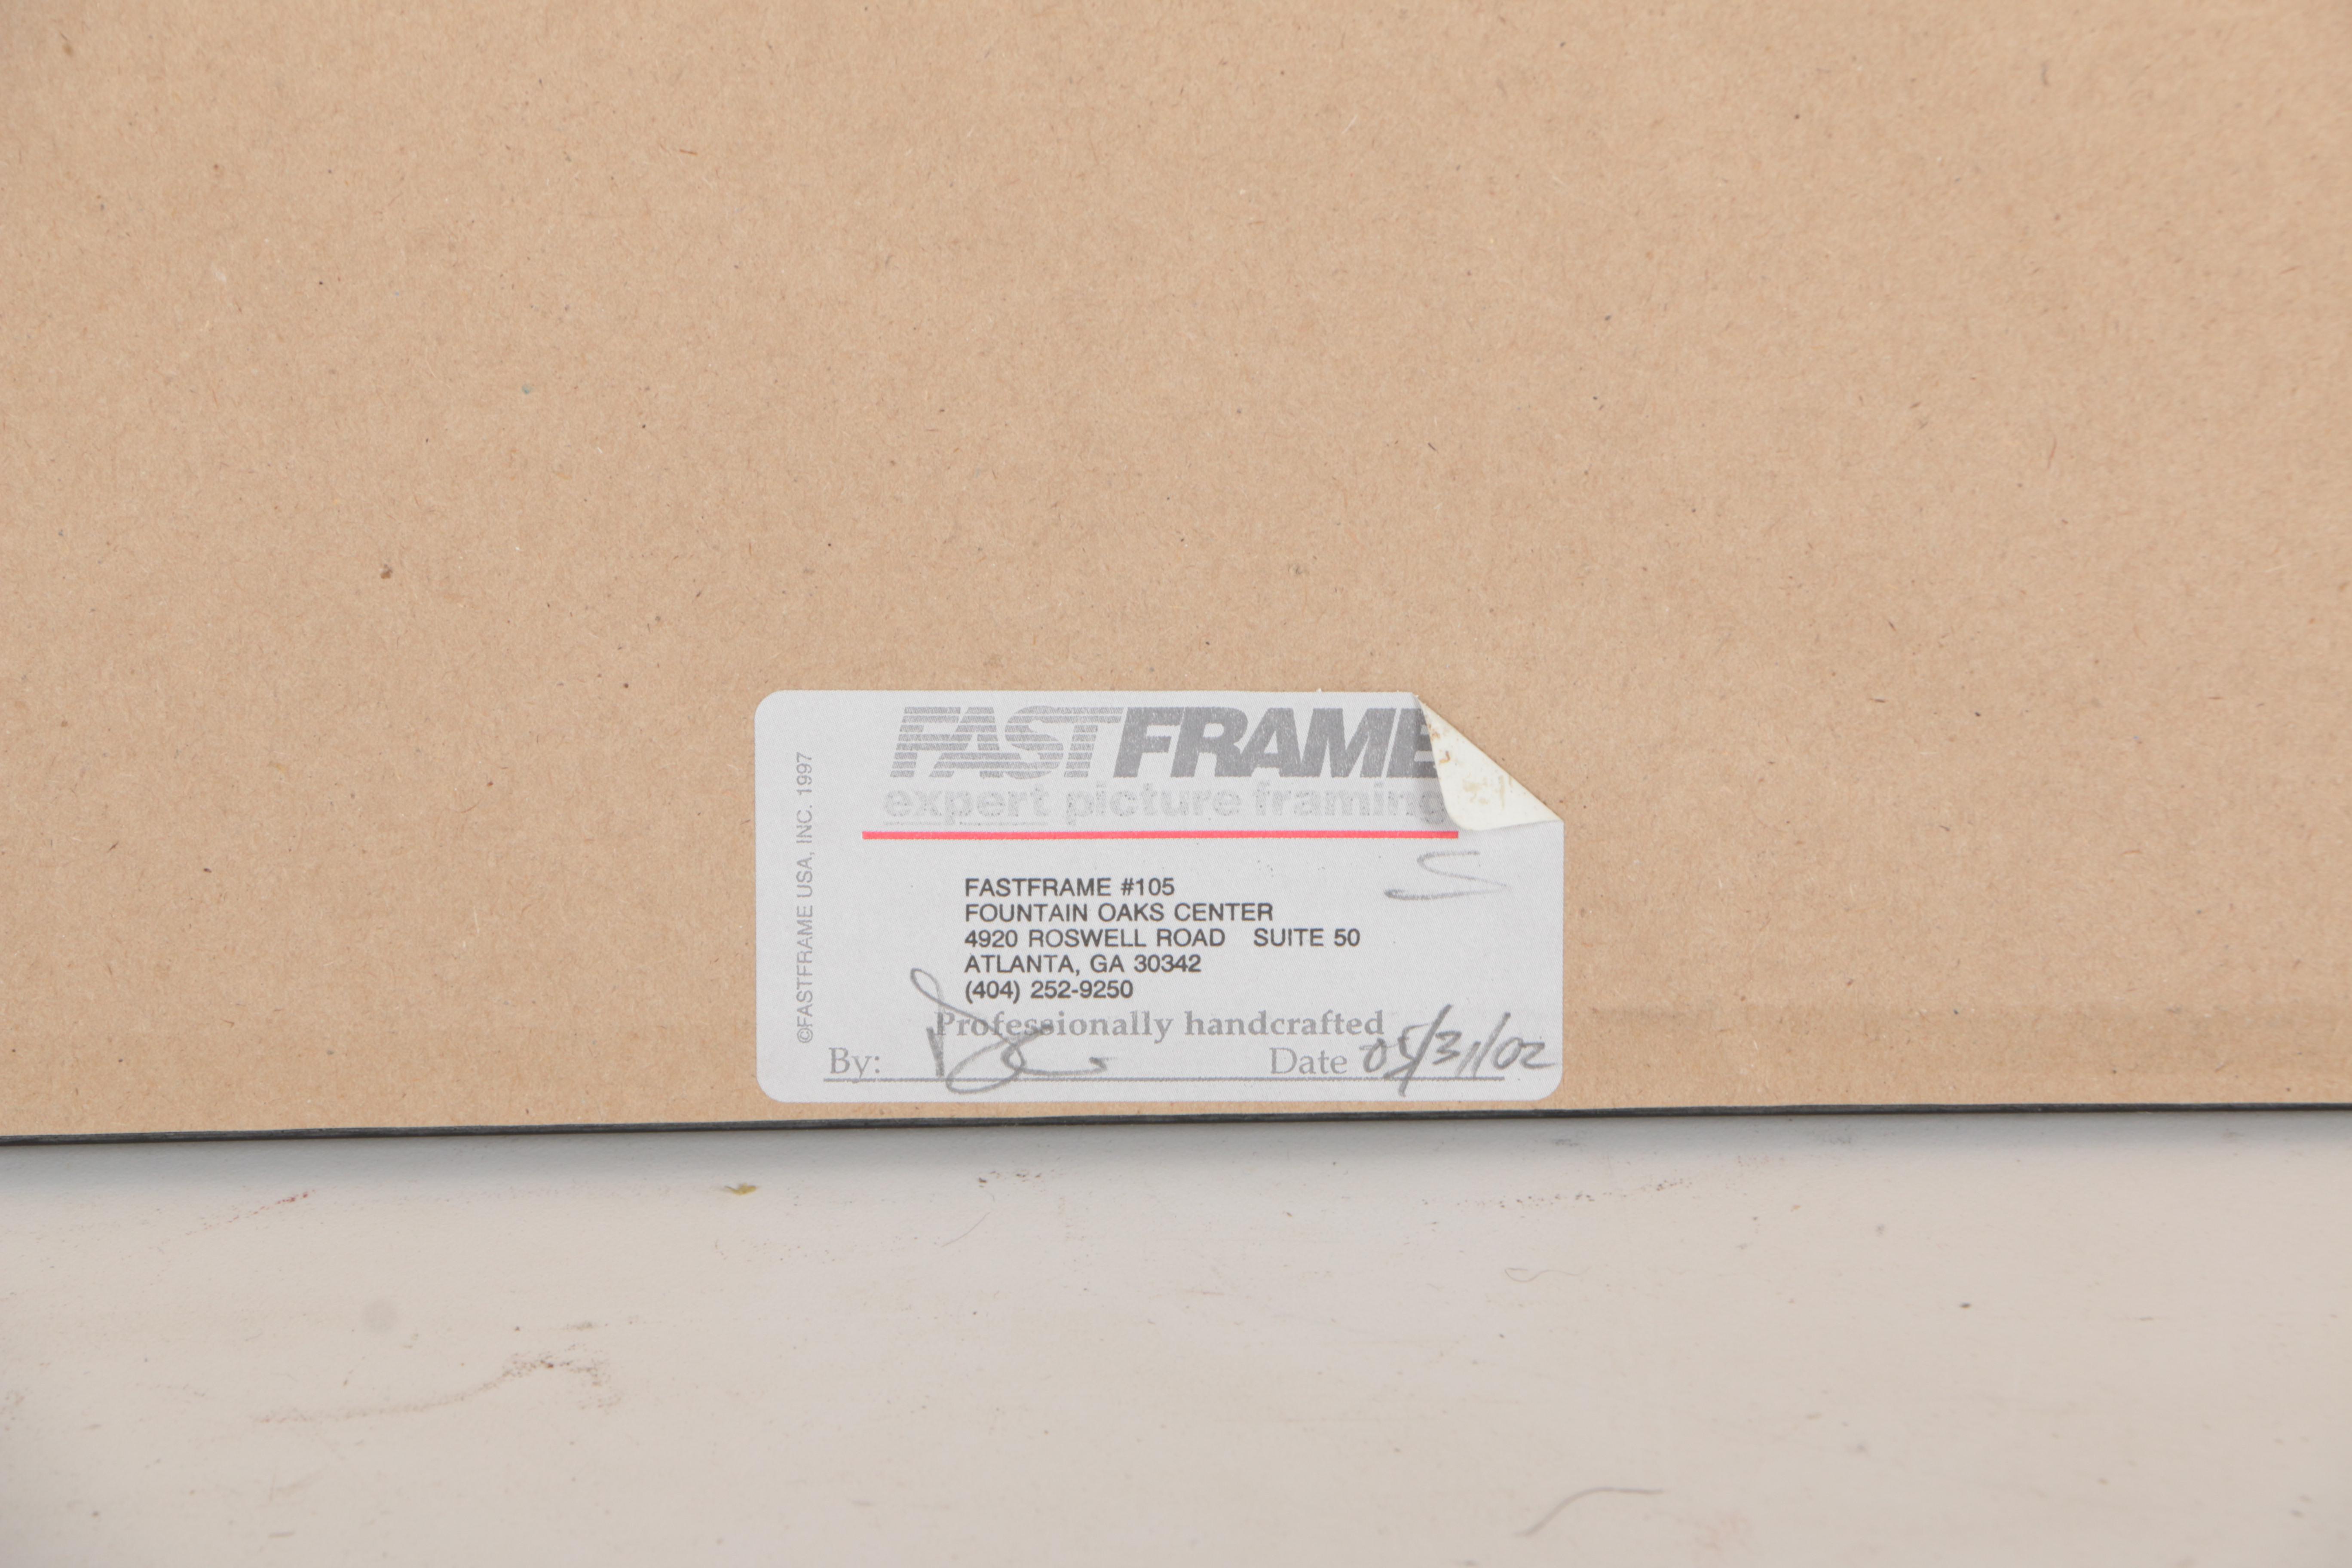 FASTFRAME
expert picture framing
©FASTFRAME USA, INC. 1997
FASTFRAME #105
FOUNTAIN OAKS CENTER
4920 ROSWELL ROAD SUITE 50
ATLANTA, GA 30342
(404) 252-9250
Professionally handcrafted
By: Date 05/31/02